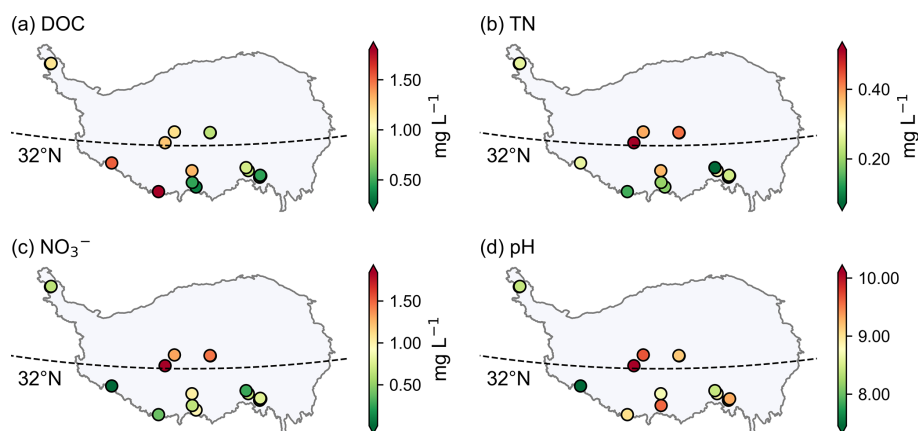 (a) DOC
1.50
1.00
0.50
mg L⁻¹
32°N
(b) TN
0.40
0.20
mg L⁻¹
32°N
(c) NO₃⁻
1.50
1.00
0.50
mg L⁻¹
32°N
(d) pH
10.00
9.00
8.00
32°N